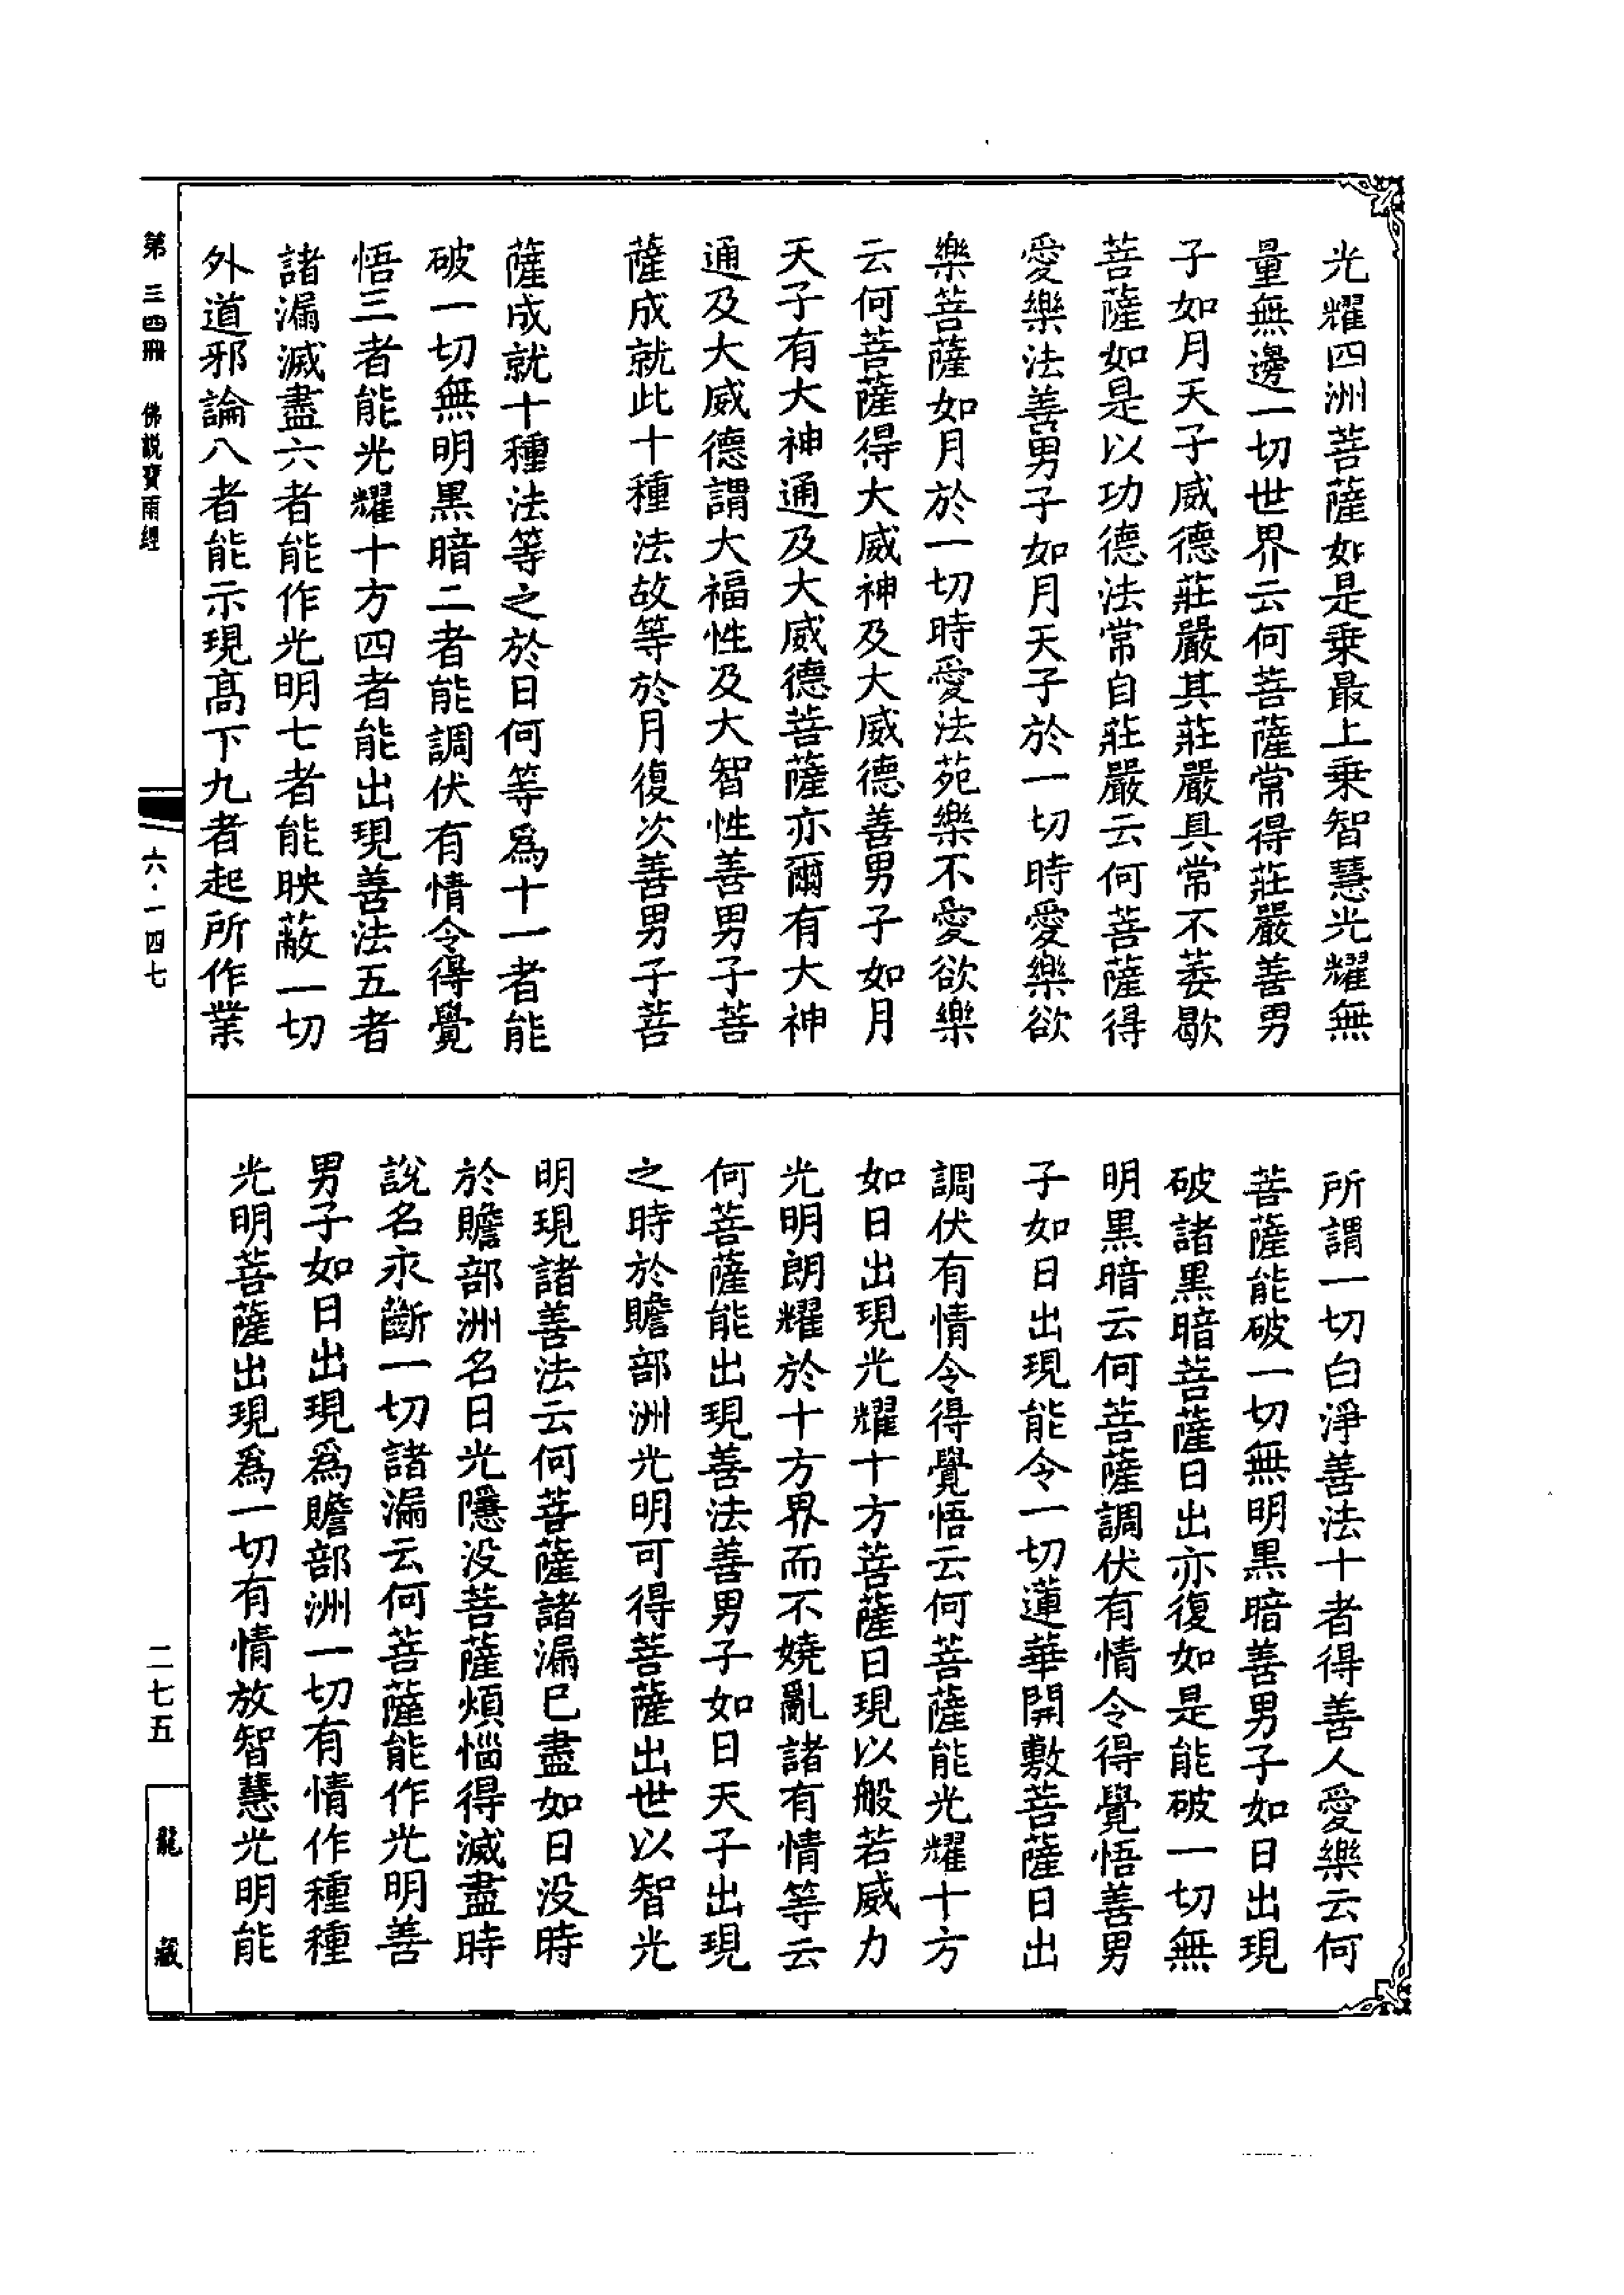 光耀四洲菩薩如是乗最上乗智慧光耀無
量無邊一切世界云何菩薩常得莊嚴善男
子如月天子威德莊嚴其莊嚴具常不萎歇
菩薩如是以功德法常自莊嚴云何菩薩得
愛樂法善男子如月天子於一切時愛樂欲
樂菩薩如月於一切時愛法苑樂不愛欲樂
云何菩薩得大威神及大威德善男子如月
天子有大神通及大威德菩薩亦爾有大神
通及大威德謂大福性及大智性善男子菩
薩成就此十種法故等於月復次善男子菩
薩成就十種法等之於日何等爲十一者能
破一切無明黒暗二者能調伏有情令得覺
悟三者能光耀十方四者能出現善法五者
諸漏滅盡六者能作光明七者能映蔽一切
外道邪論八者能示現髙下九者起所作業
所謂一切白淨善法十者得善人愛樂云何
菩薩能破一切無明黒暗善男子如日出現
破諸黒暗菩薩日出亦復如是能破一切無
明黒暗云何菩薩調伏有情令得覺悟善男
子如日出現能令一切蓮華開敷菩薩日出
調伏有情令得覺悟云何菩薩能光耀十方
如日出現光耀十方菩薩日現以般若威力
光明朗耀於十方界而不嬈亂諸有情等云
何菩薩能出現善法善男子如日天子出現
之時於贍部洲光明可得菩薩出世以智光
明現諸善法云何菩薩諸漏已盡如日没時
於贍部洲名日光隱没菩薩煩惱得滅盡時
説名永斷一切諸漏云何菩薩能作光明善
男子如日出現爲贍部洲一切有情作種種
光明菩薩出現爲一切有情放智慧光明能
第三四冊　佛説寶雨經
六·一四七
二七五
龍藏